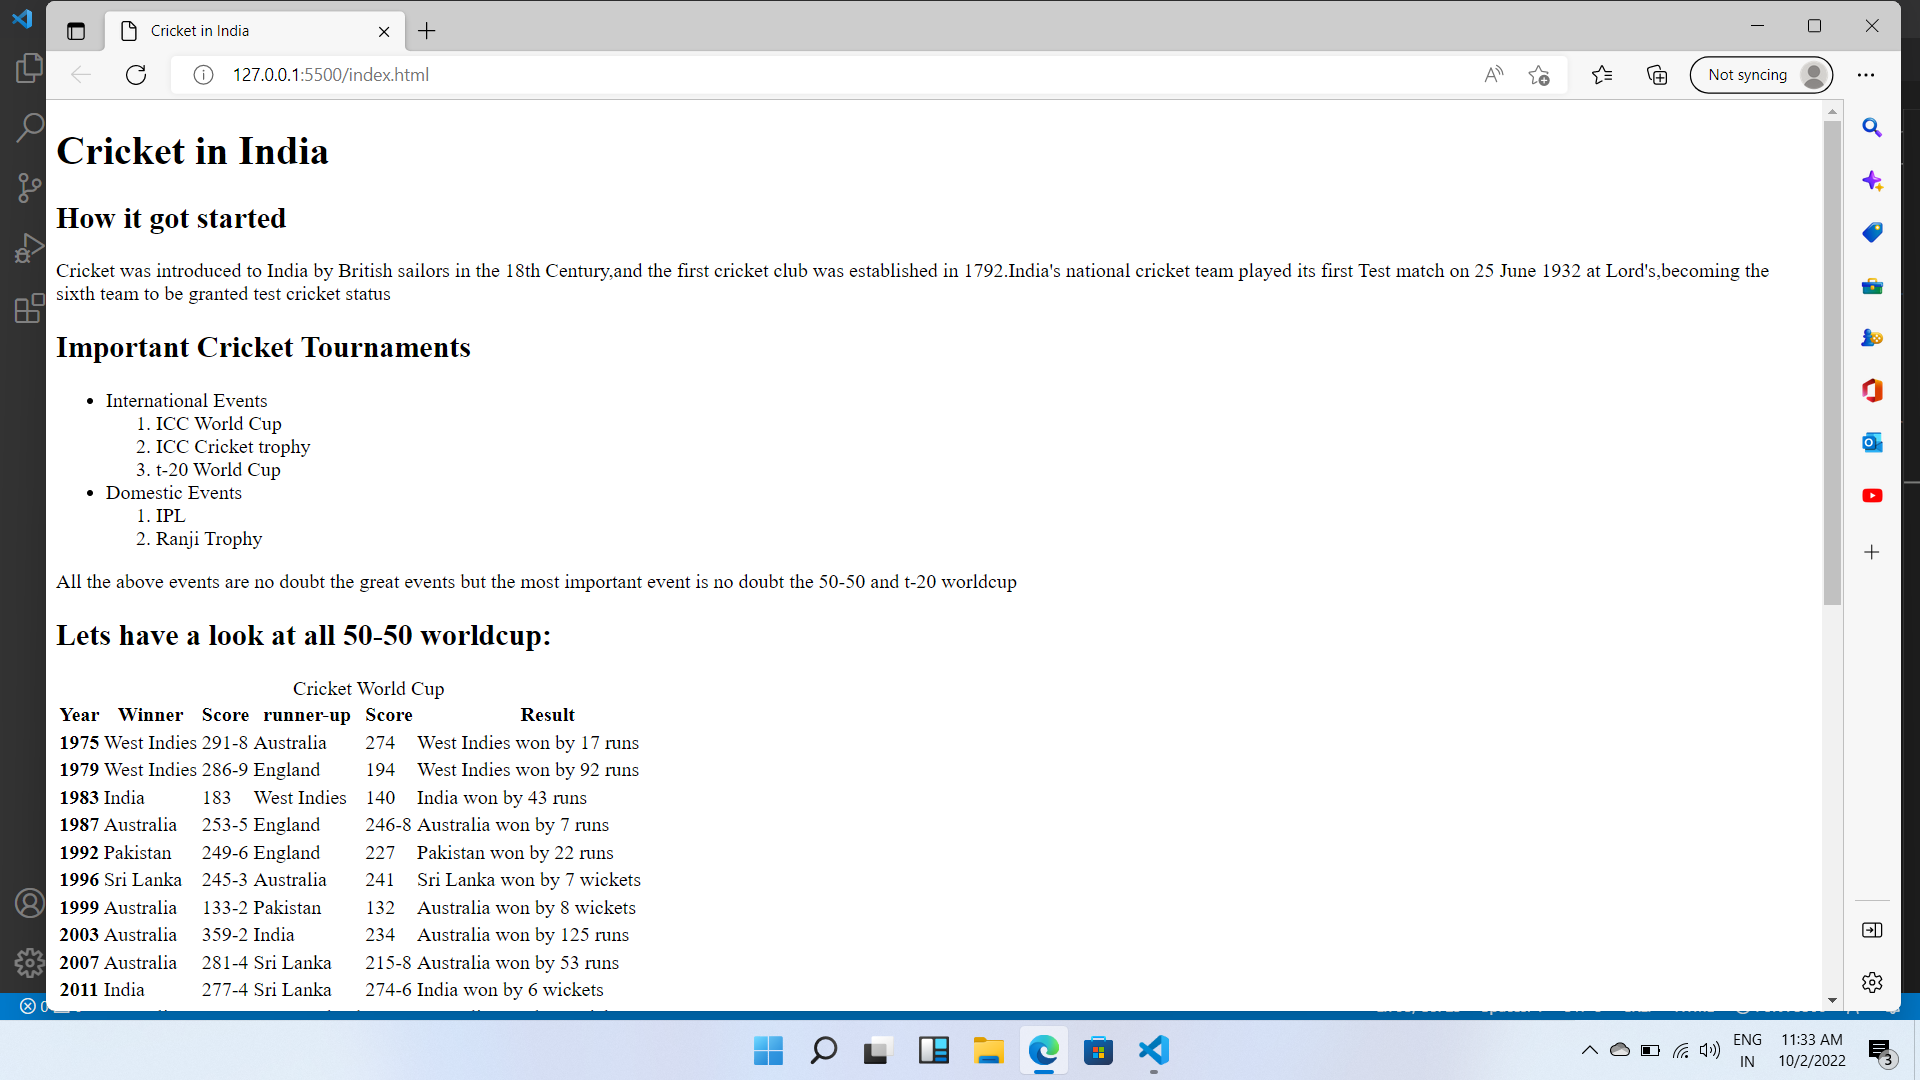 Cricket in India
127.0.0.1:5500/index.html
Not syncing
Cricket in India
How it got started
Cricket was introduced to India by British sailors in the 18th Century,and the first cricket club was established in 1792.India's national cricket team played its first Test match on 25 June 1932 at Lord's,becoming the
sixth team to be granted test cricket status
Important Cricket Tournaments
• International Events
1. ICC World Cup
2. ICC Cricket trophy
3. t-20 World Cup
• Domestic Events
1. IPL
2. Ranji Trophy
All the above events are no doubt the great events but the most important event is no doubt the 50-50 and t-20 worldcup
Lets have a look at all 50-50 worldcup:
Cricket World Cup
Year Winner Score runner-up Score Result
1975 West Indies 291-8 Australia 274 West Indies won by 17 runs
1979 West Indies 286-9 England 194 West Indies won by 92 runs
1983 India 183 West Indies 140 India won by 43 runs
1987 Australia 253-5 England 246-8 Australia won by 7 runs
1992 Pakistan 249-6 England 227 Pakistan won by 22 runs
1996 Sri Lanka 245-3 Australia 241 Sri Lanka won by 7 wickets
1999 Australia 133-2 Pakistan 132 Australia won by 8 wickets
2003 Australia 359-2 India 234 Australia won by 125 runs
2007 Australia 281-4 Sri Lanka 215-8 Australia won by 53 runs
2011 India 277-4 Sri Lanka 274-6 India won by 6 wickets
0
ENG
IN
11:33 AM
10/2/2022
3